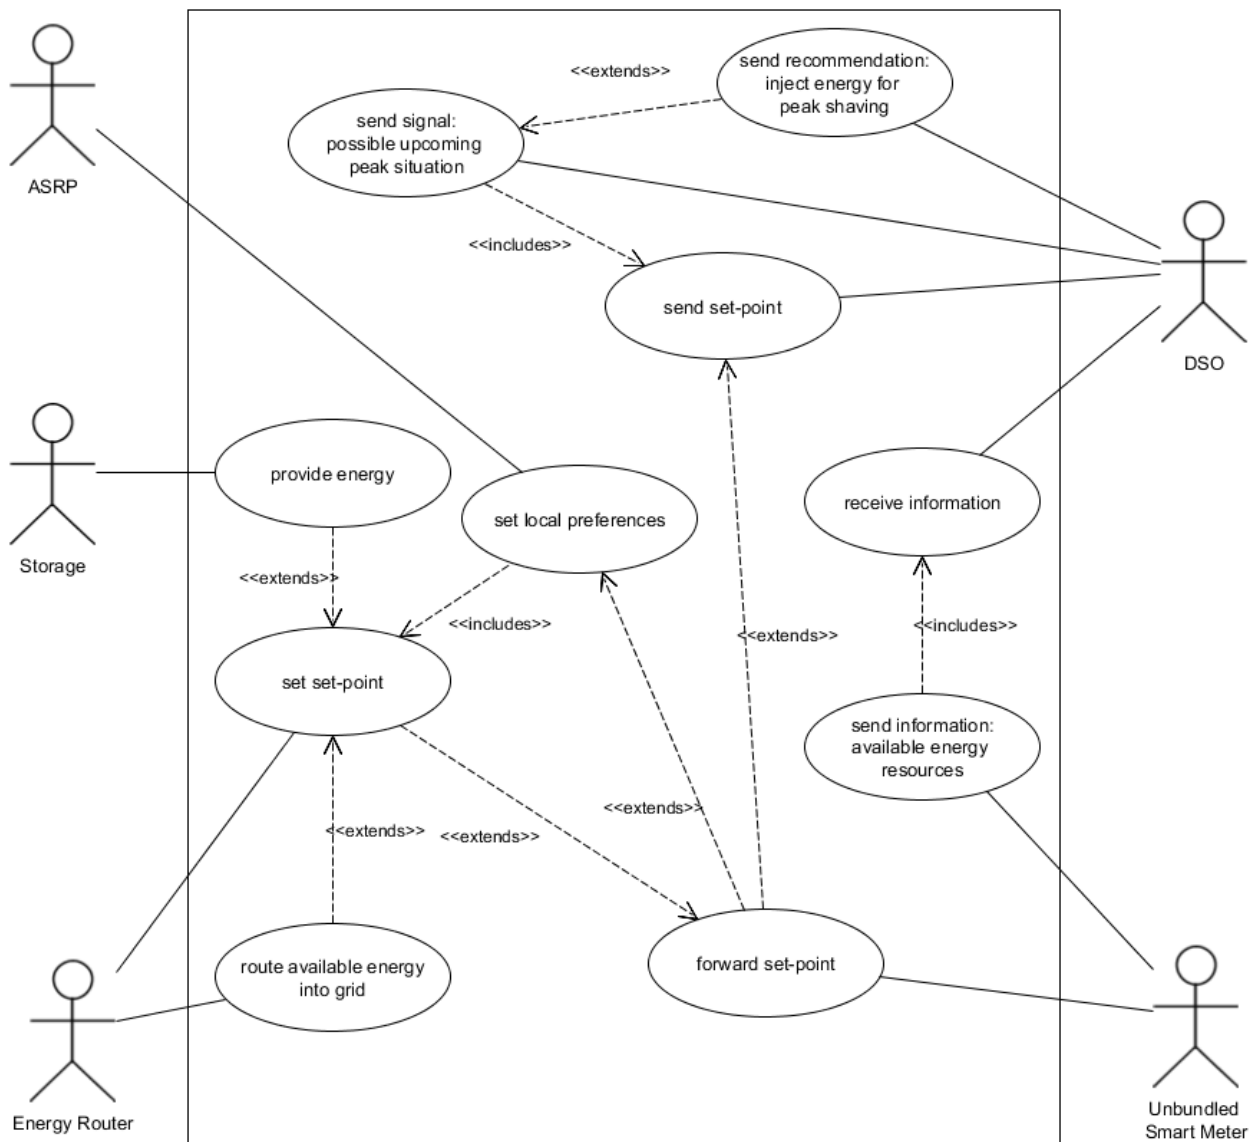 send recommendation:
inject energy for
peak shaving
<<extends>>
send signal:
possible upcoming
peak situation
ASRP
<<includes>>
send set-point
DSO
provide energy
set local preferences
receive information
Storage
<<extends>>
<<includes>>
<<extends>>
<<includes>>
set set-point
send information:
available energy
resources
<<extends>>
<<extends>>
<<extends>>
route available energy
into grid
forward set-point
Energy Router
Unbundled
Smart Meter